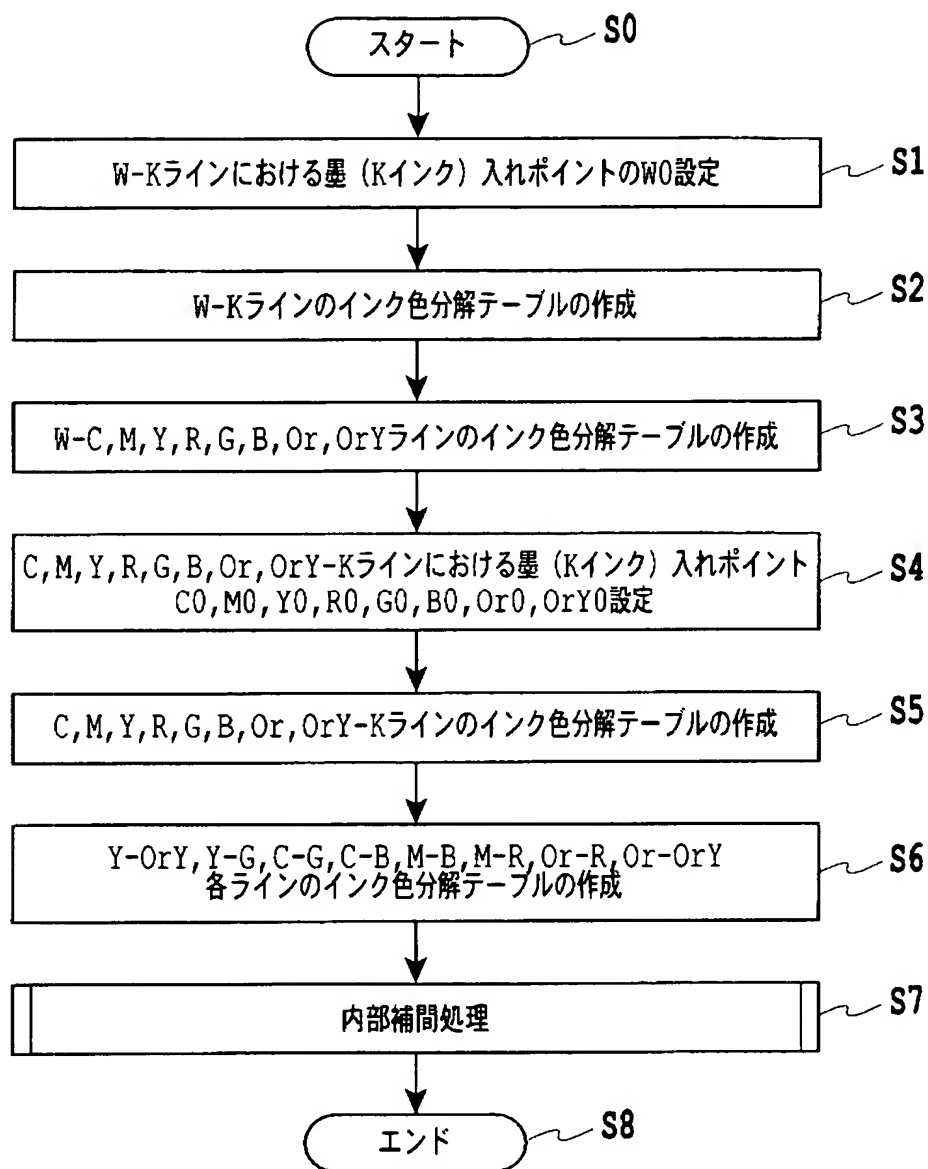 スタート
S0
W-Kラインにおける墨（Kインク）入れポイントのW0設定
S1
W-Kラインのインク色分解テーブルの作成
S2
W-C,M,Y,R,G,B,Or,OrYラインのインク色分解テーブルの作成
S3
C,M,Y,R,G,B,Or,OrY-Kラインにおける墨（Kインク）入れポイント
C0,M0,Y0,R0,G0,B0,Or0,OrY0設定
S4
C,M,Y,R,G,B,Or,OrY-Kラインのインク色分解テーブルの作成
S5
Y-OrY,Y-G,C-G,C-B,M-B,M-R,Or-R,Or-OrY
各ラインのインク色分解テーブルの作成
S6
内部補間処理
S7
エンド
S8